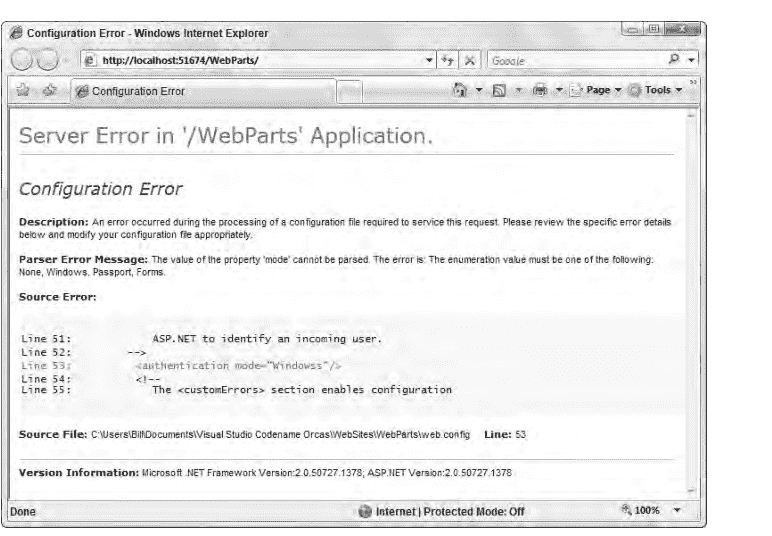 Configuration Error - Windows Internet Explorer
http://localhost:51674/WebParts/
Google
Configuration Error
Page
Tools
Server Error in '/WebParts' Application.
Configuration Error
Description: An error occurred during the processing of a configuration file required to service this request. Please review the specific error details
below and modify your configuration file appropriately.
Parser Error Message: The value of the property 'mode' cannot be parsed. The error is: The enumeration value must be one of the following:
None, Windows, Passport, Forms.
Source Error:
Line 51: ASP.NET to identify an incoming user.
Line 52: -->
Line 53: <authentication mode="Windowss"/>
Line 54: <!--
Line 55: The <customErrors> section enables configuration
Source File: C:\Users\Bill\Documents\Visual Studio Codename Orcas\WebSites\WebParts\web.config Line: 53
Version Information: Microsoft .NET Framework Version:2.0.50727.1378; ASP.NET Version:2.0.50727.1378
Done
Internet | Protected Mode: Off
100%